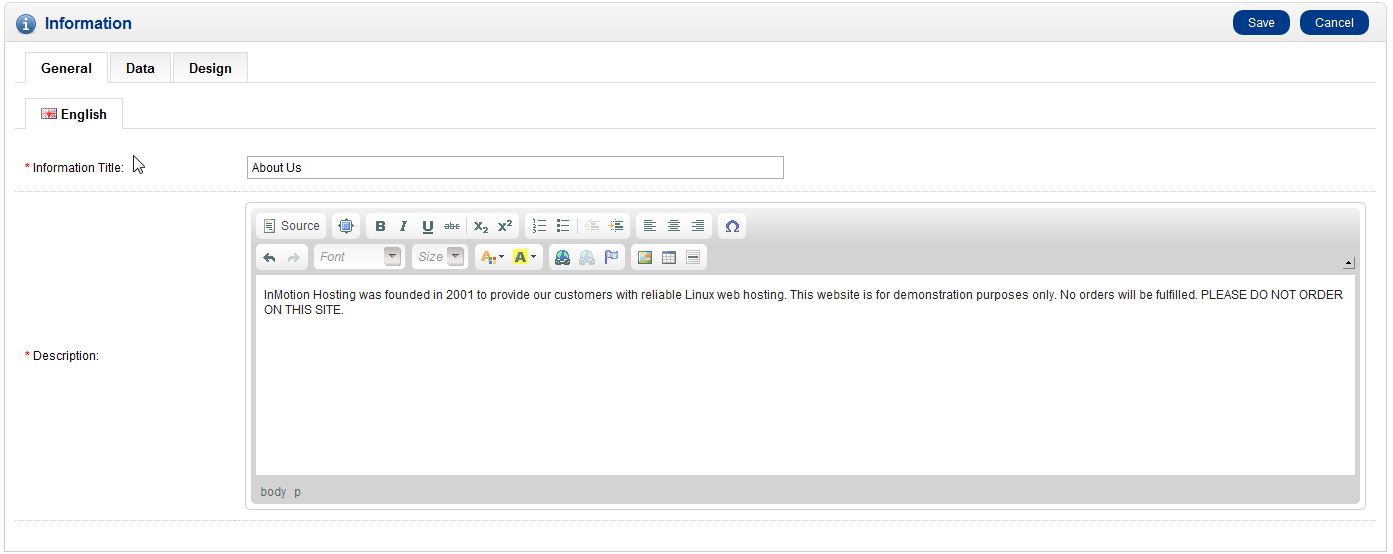 Information
Save Cancel
General Data Design
English
* Information Title: About Us
Source B I U abc X₂ X² Ω
Font Size A A
InMotion Hosting was founded in 2001 to provide our customers with reliable Linux web hosting. This website is for demonstration purposes only. No orders will be fulfilled. PLEASE DO NOT ORDER
ON THIS SITE.
* Description:
body p